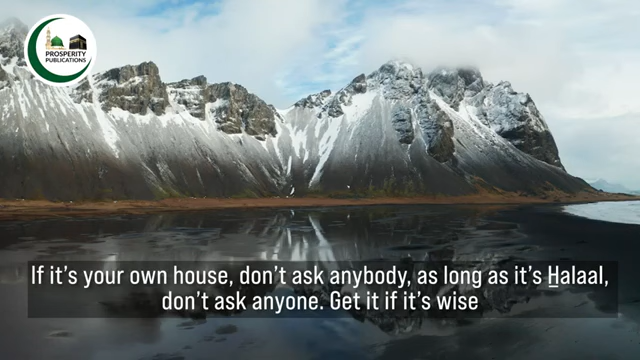 PROSPERITY
PUBLICATIONS
If it's your own house, don't ask anybody, as long as it's H̲alaal,
don't ask anyone. Get it if it's wise